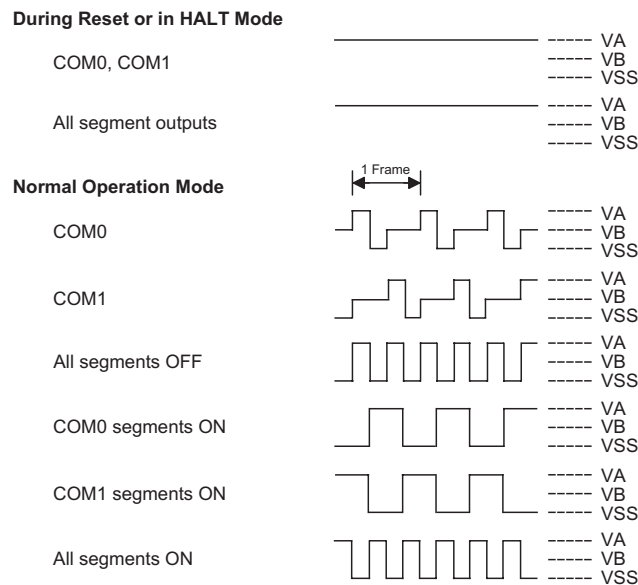 During Reset or in HALT Mode
COM0, COM1
VA
VB
VSS
All segment outputs
VA
VB
VSS
Normal Operation Mode
1 Frame
COM0
VA
VB
VSS
COM1
VA
VB
VSS
All segments OFF
VA
VB
VSS
COM0 segments ON
VA
VB
VSS
COM1 segments ON
VA
VB
VSS
All segments ON
VA
VB
VSS